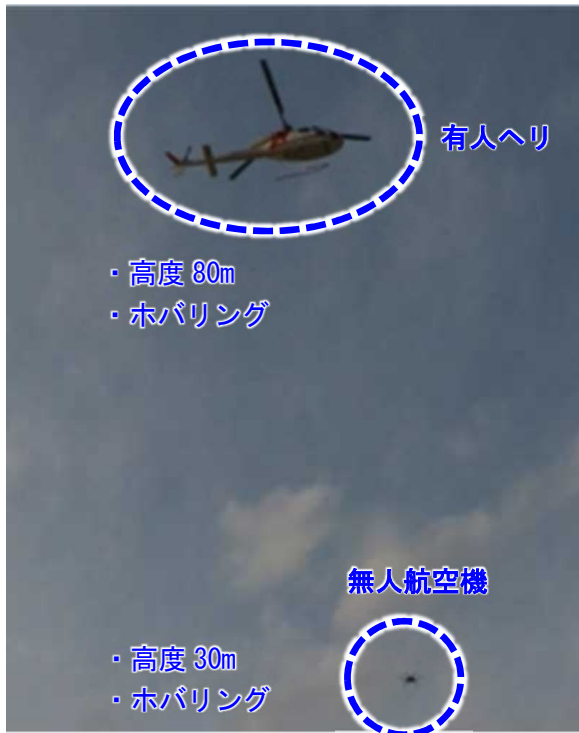 有人ヘリ
・高度 80m
・ホバリング
無人航空機
・高度 30m
・ホバリング